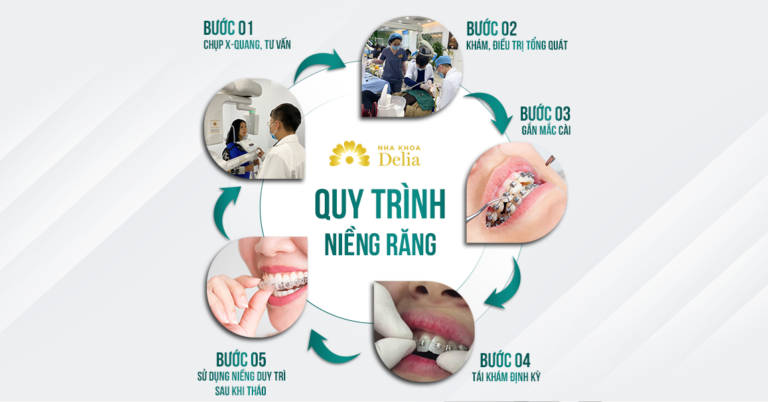 BƯỚC 01
CHỤP X-QUANG, TƯ VẤN
BƯỚC 02
KHÁM, ĐIỀU TRỊ TỔNG QUÁT
BƯỚC 03
GẮN MẮC CÀI
NHA KHOA
Delia
QUY TRÌNH
NIỀNG RĂNG
BƯỚC 04
TÁI KHÁM ĐỊNH KỲ
BƯỚC 05
SỬ DỤNG NIỀNG DUY TRÌ
SAU KHI THÁO